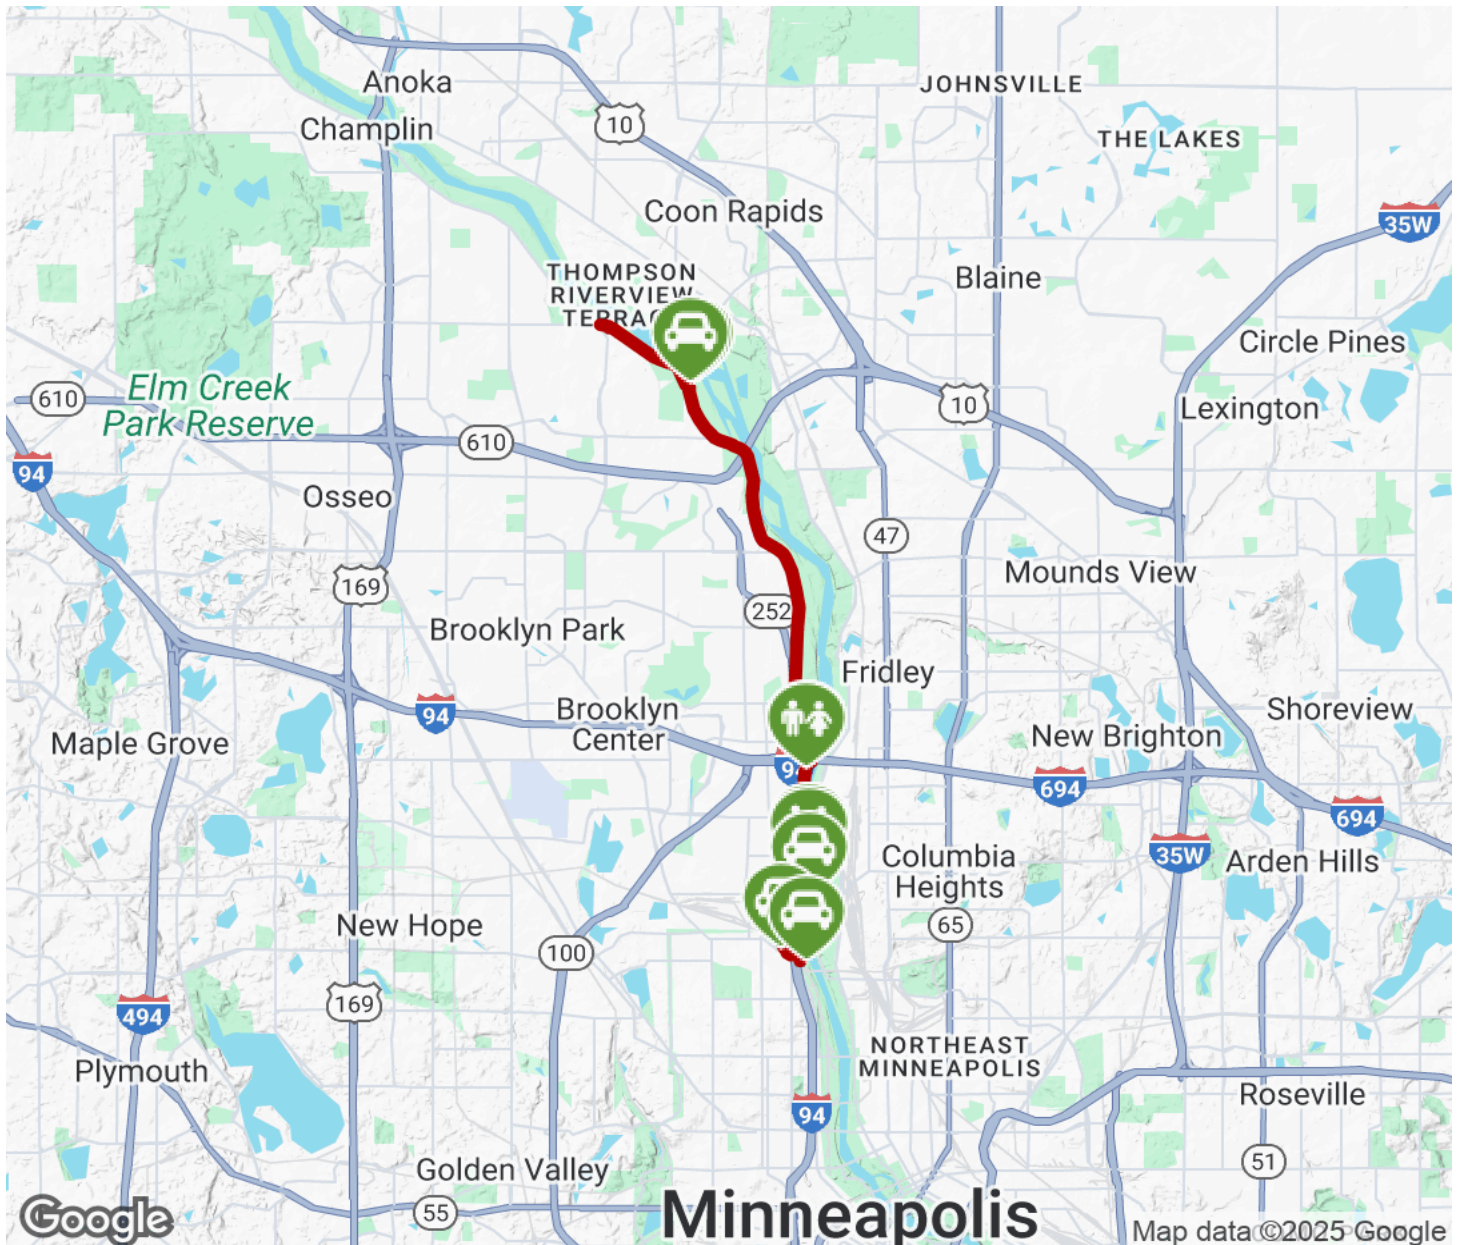 Anoka
JOHNSVILLE
Champlin
10
THE LAKES
Coon Rapids
35W
THOMPSON
RIVERVIEW
TERRAC
Blaine
Circle Pines
Elm Creek
Park Reserve
610
10
Lexington
610
94
Osseo
47
169
Mounds View
252
Brooklyn Park
Fridley
94
Brooklyn
Center
Shoreview
Maple Grove
New Brighton
94
694
694
35W
Columbia
Heights
Arden Hills
New Hope
65
100
169
494
NORTHEAST
MINNEAPOLIS
Plymouth
Roseville
94
51
Golden Valley
55
Minneapolis
Google
Map data ©2025 Google